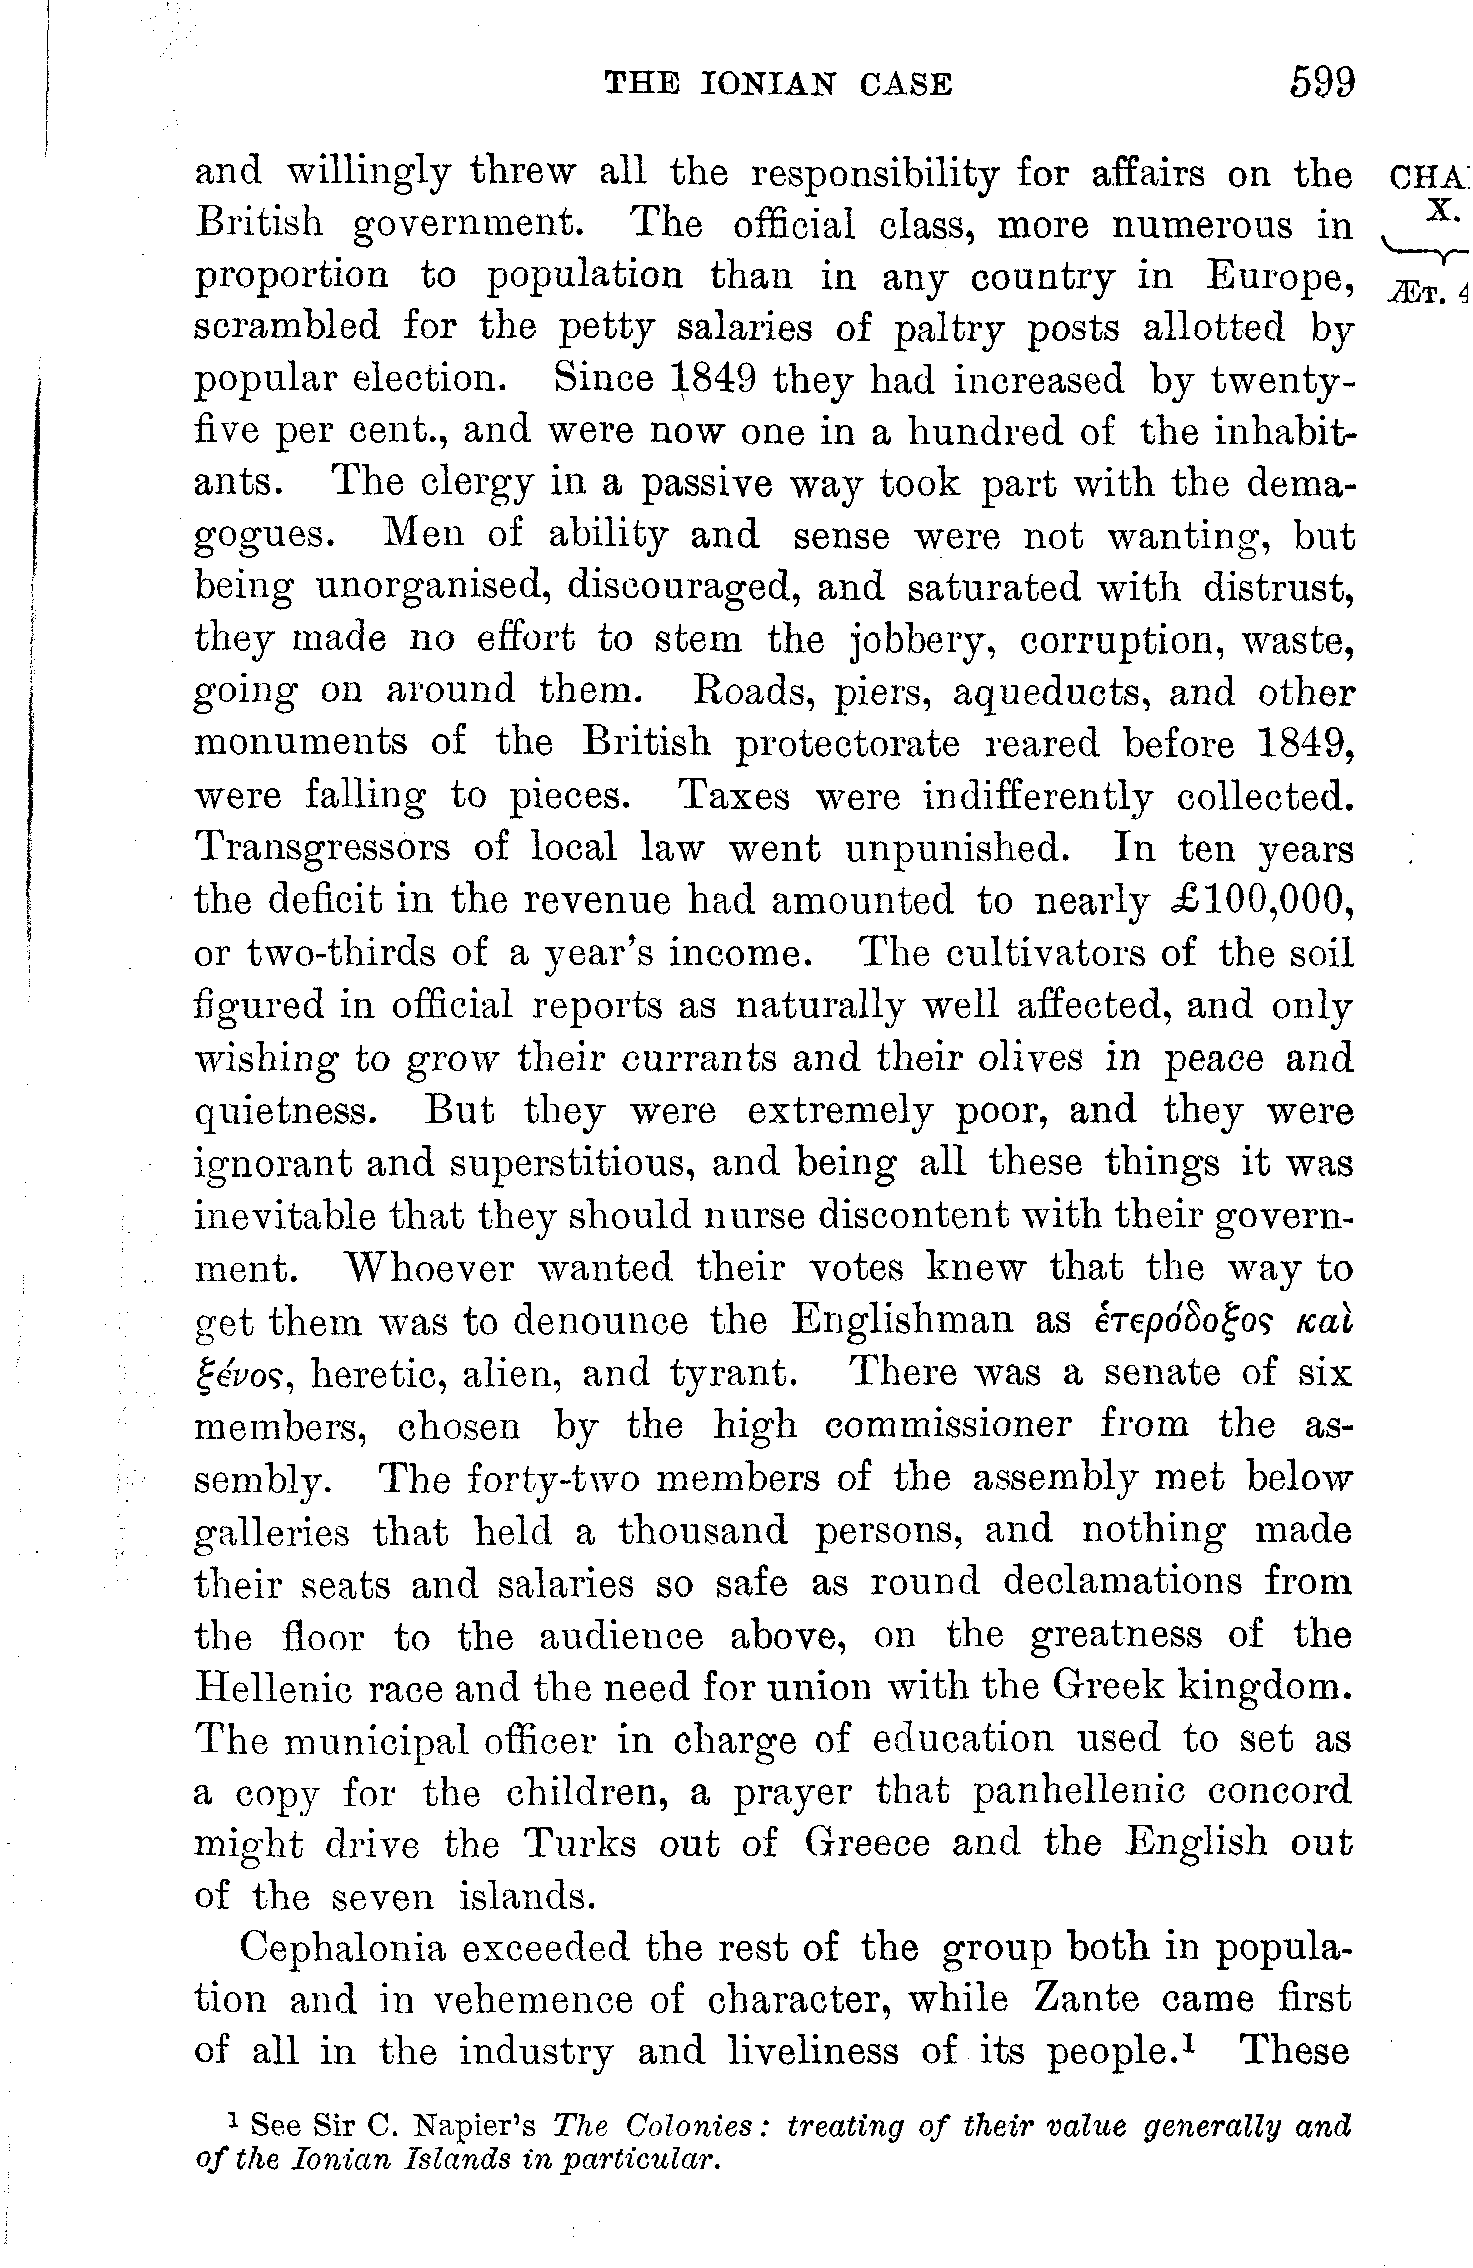 THE IONIAN CASE 599
and willingly threw all the responsibility for affairs on the
British government. The official class, more numerous in
proportion to population than in any country in Europe,
scrambled for the petty salaries of paltry posts allotted by
popular election. Since 1849 they had increased by twenty-
five per cent., and were now one in a hundred of the inhabit-
ants. The clergy in a passive way took part with the dema-
gogues. Men of ability and sense were not wanting, but
being unorganised, discouraged, and saturated with distrust,
they made no effort to stem the jobbery, corruption, waste,
going on around them. Roads, piers, aqueducts, and other
monuments of the British protectorate reared before 1849,
were falling to pieces. Taxes were indifferently collected.
Transgressors of local law went unpunished. In ten years
the deficit in the revenue had amounted to nearly £100,000,
or two-thirds of a year's income. The cultivators of the soil
figured in official reports as naturally well affected, and only
wishing to grow their currants and their olives in peace and
quietness. But they were extremely poor, and they were
ignorant and superstitious, and being all these things it was
inevitable that they should nurse discontent with their govern-
ment. Whoever wanted their votes knew that the way to
get them was to denounce the Englishman as ἑτερόδοξος καὶ
ξένος, heretic, alien, and tyrant. There was a senate of six
members, chosen by the high commissioner from the as-
sembly. The forty-two members of the assembly met below
galleries that held a thousand persons, and nothing made
their seats and salaries so safe as round declamations from
the floor to the audience above, on the greatness of the
Hellenic race and the need for union with the Greek kingdom.
The municipal officer in charge of education used to set as
a copy for the children, a prayer that panhellenic concord
might drive the Turks out of Greece and the English out
of the seven islands.
Cephalonia exceeded the rest of the group both in popula-
tion and in vehemence of character, while Zante came first
of all in the industry and liveliness of its people.¹ These
¹ See Sir C. Napier's The Colonies: treating of their value generally and
of the Ionian Islands in particular.
CHA
X.
ÆT. 4